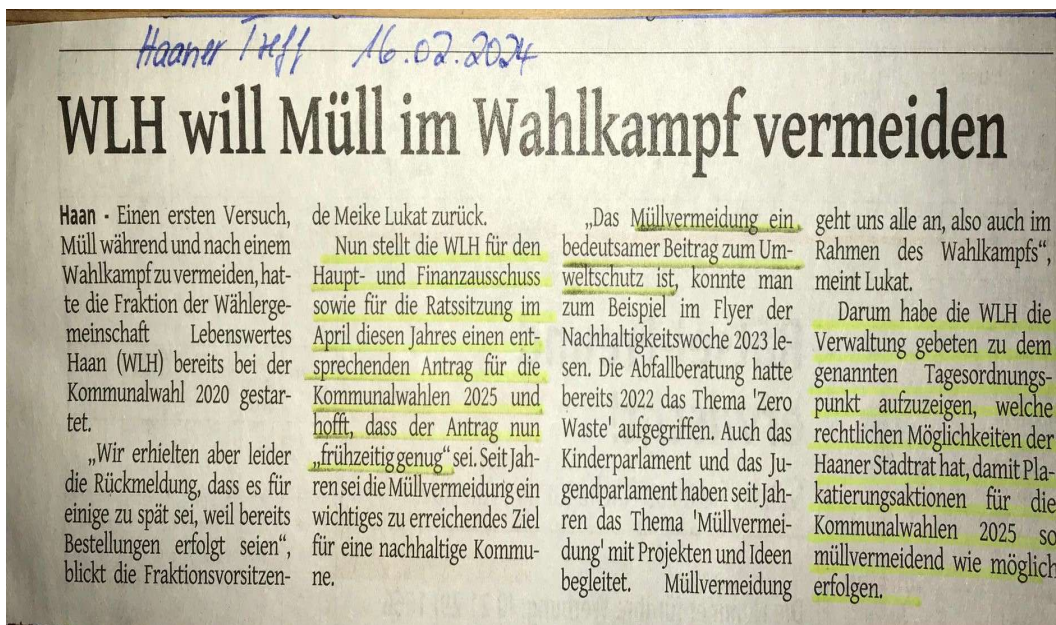 Haaner Treff 16.02.2024
WLH will Müll im Wahlkampf vermeiden
Haan - Einen ersten Versuch,
Müll während und nach einem
Wahlkampf zu vermeiden, hat-
te die Fraktion der Wählerge-
meinschaft Lebenswertes
Haan (WLH) bereits bei der
Kommunalwahl 2020 gestar-
tet.
„Wir erhielten aber leider
die Rückmeldung, dass es für
einige zu spät sei, weil bereits
Bestellungen erfolgt seien“,
blickt die Fraktionsvorsitzen-
de Meike Lukat zurück.
Nun stellt die WLH für den
Haupt- und Finanzausschuss
sowie für die Ratssitzung im
April diesen Jahres einen ent-
sprechenden Antrag für die
Kommunalwahlen 2025 und
hofft, dass der Antrag nun
„frühzeitig genug“ sei. Seit Jah-
ren sei die Müllvermeidung ein
wichtiges zu erreichendes Ziel
für eine nachhaltige Kommu-
ne.
„Das Müllvermeidung ein
bedeutsamer Beitrag zum Um-
weltschutz ist, konnte man
zum Beispiel im Flyer der
Nachhaltigkeitswoche 2023 le-
sen. Die Abfallberatung hatte
bereits 2022 das Thema 'Zero
Waste' aufgegriffen. Auch das
Kinderparlament und das Ju-
gendparlament haben seit Jah-
ren das Thema 'Müllvermei-
dung' mit Projekten und Ideen
begleitet. Müllvermeidung
geht uns alle an, also auch im
Rahmen des Wahlkampfs“,
meint Lukat.
Darum habe die WLH die
Verwaltung gebeten zu dem
genannten Tagesordnungs-
punkt aufzuzeigen, welche
rechtlichen Möglichkeiten der
Haaner Stadtrat hat, damit Pla-
katierungsaktionen für die
Kommunalwahlen 2025 so
müllvermeidend wie möglich
erfolgen.